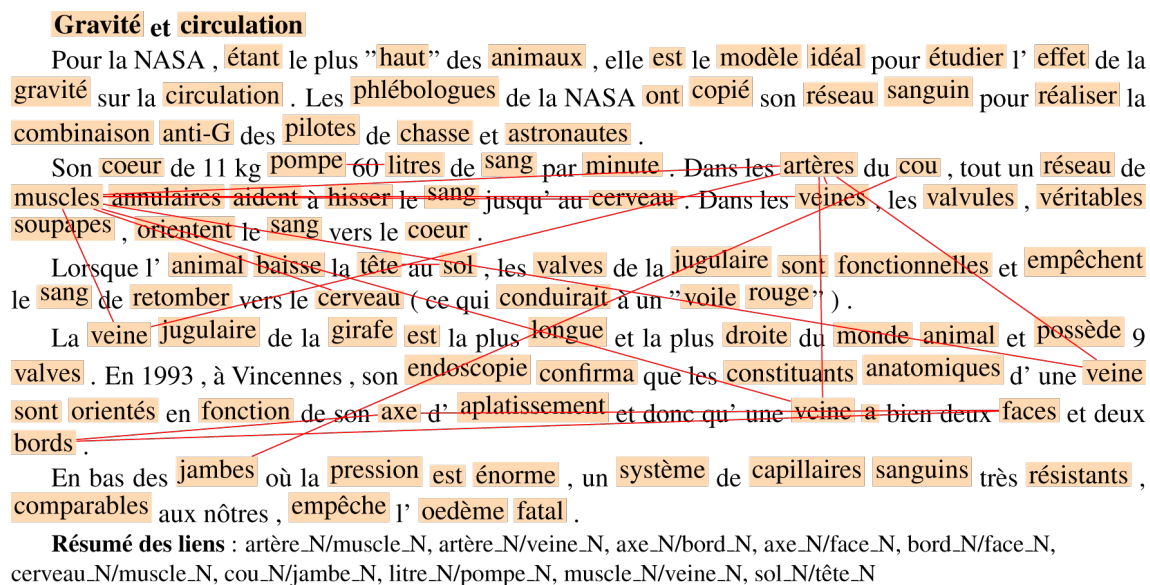 Gravité et circulation
Pour la NASA , étant le plus ”haut” des animaux , elle est le modèle idéal pour étudier l’ effet de la
gravité sur la circulation . Les phlébologues de la NASA ont copié son réseau sanguin pour réaliser la
combinaison anti-G des pilotes de chasse et astronautes .
Son coeur de 11 kg pompe 60 litres de sang par minute . Dans les artères du cou , tout un réseau de
muscles annulaires aident à hisser le sang jusqu’ au cerveau . Dans les veines , les valvules , véritables
soupapes , orientent le sang vers le coeur .
Lorsque l’ animal baisse la tête au sol , les valves de la jugulaire sont fonctionnelles et empêchent
le sang de retomber vers le cerveau ( ce qui conduirait à un ”voile rouge” ) .
La veine jugulaire de la girafe est la plus longue et la plus droite du monde animal et possède 9
valves . En 1993 , à Vincennes , son endoscopie confirma que les constituants anatomiques d’ une veine
sont orientés en fonction de son axe d’ aplatissement et donc qu’ une veine a bien deux faces et deux
bords .
En bas des jambes où la pression est énorme , un système de capillaires sanguins très résistants ,
comparables aux nôtres , empêche l’ oedème fatal .
Résumé des liens : artère_N/muscle_N, artère_N/veine_N, axe_N/bord_N, axe_N/face_N, bord_N/face_N,
cerveau_N/muscle_N, cou_N/jambe_N, litre_N/pompe_N, muscle_N/veine_N, sol_N/tête_N